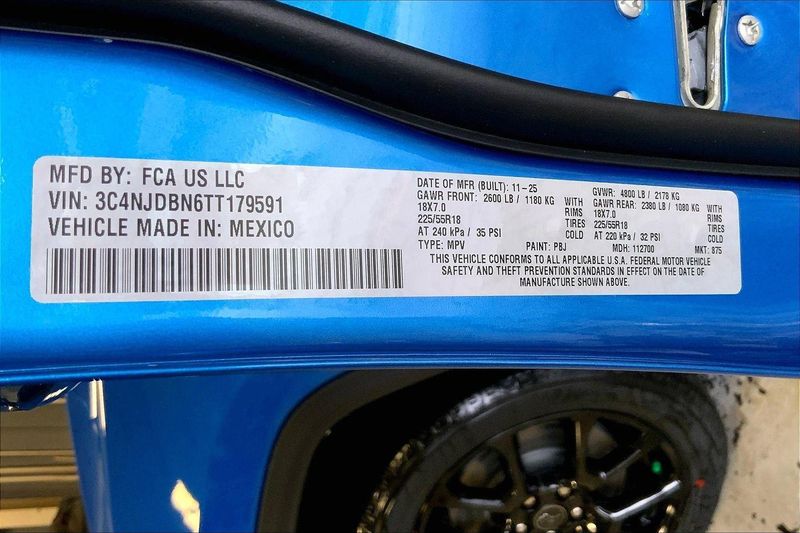 MFD BY: FCA US LLC
VIN: 3C4NJDBN6TT179591
VEHICLE MADE IN: MEXICO
DATE OF MFR (BUILT): 11-25 GVWR: 4800 LB / 2178 KG
GAWR FRONT: 2600 LB / 1180 KG WITH GAWR REAR: 2380 LB / 1080 KG WITH
18X7.0 RIMS 18X7.0 RIMS
225/55R18 TIRES 225/55R18 TIRES
AT 240 kPa / 35 PSI COLD AT 220 kPa / 32 PSI COLD
TYPE: MPV PAINT: PBJ MDH: 112700 MKT: 875
THIS VEHICLE CONFORMS TO ALL APPLICABLE U.S.A. FEDERAL MOTOR VEHICLE
SAFETY AND THEFT PREVENTION STANDARDS IN EFFECT ON THE DATE OF
MANUFACTURE SHOWN ABOVE.